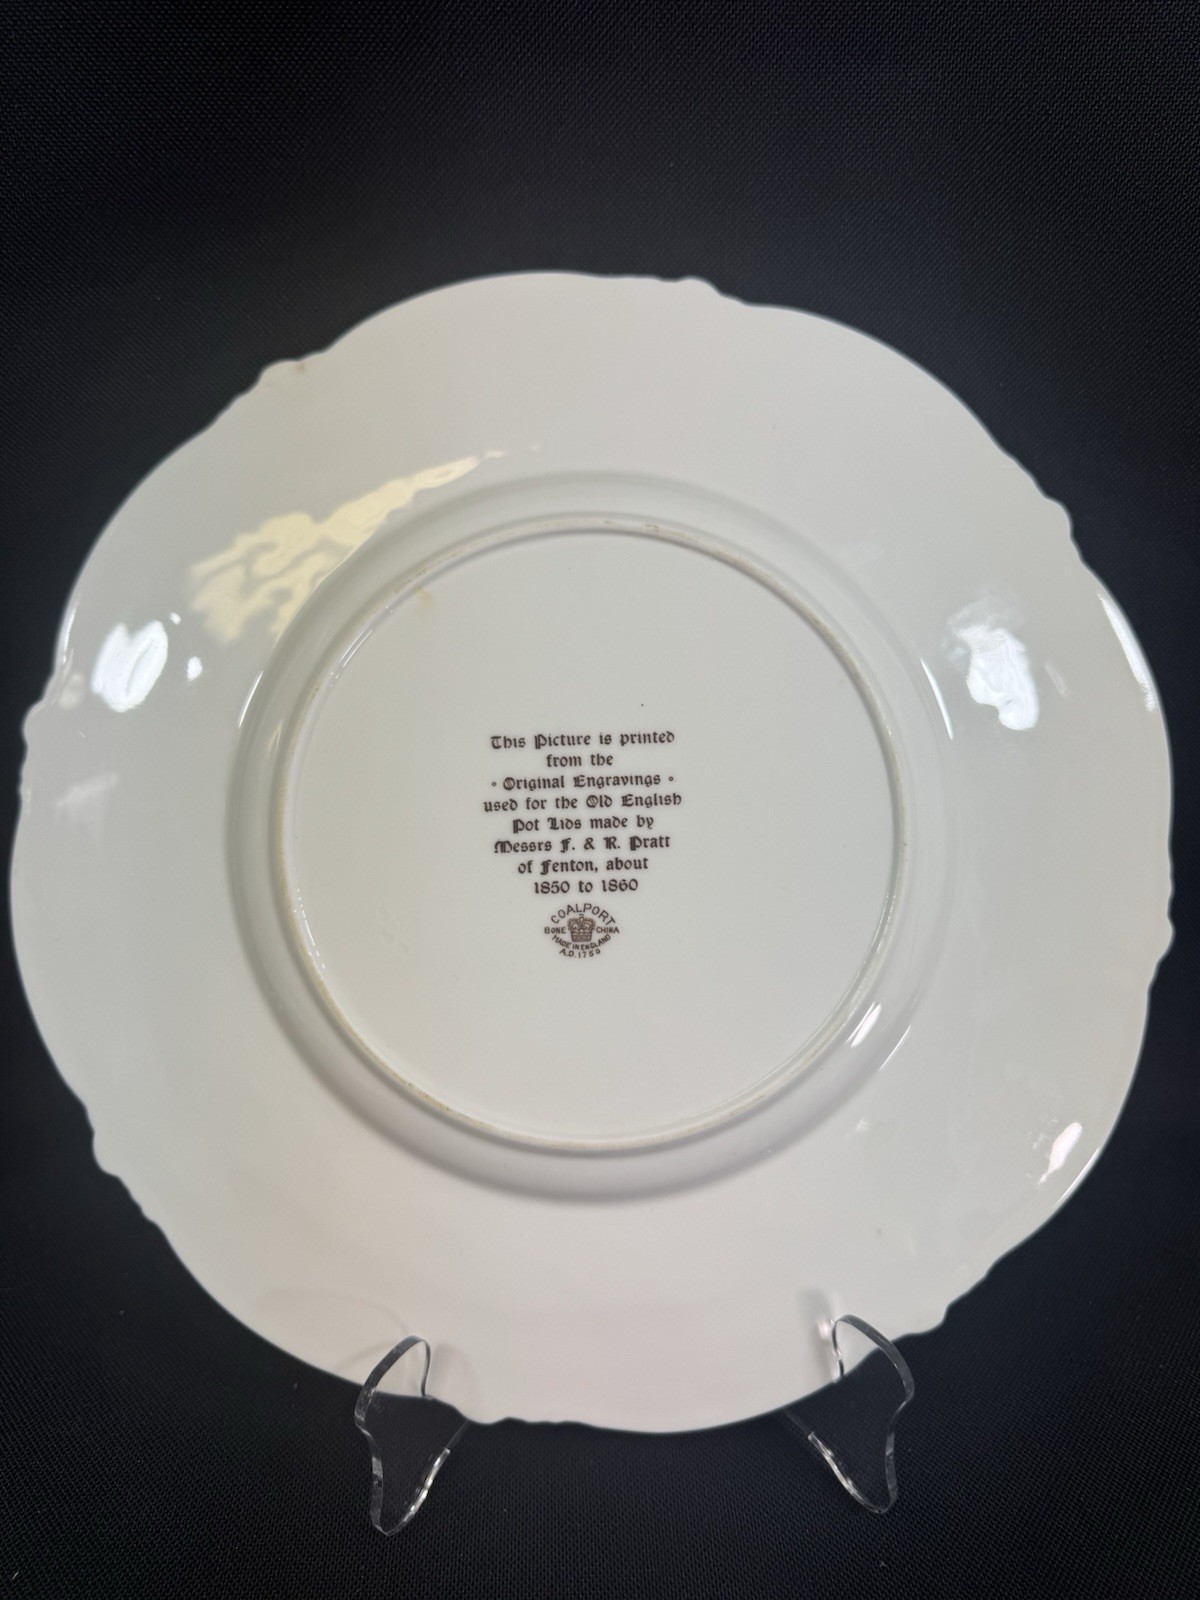 This Picture is printed
from the
• Original Engravings •
used for the Old English
Pot Lids made by
Messrs F. & R. Pratt
of Fenton, about
1850 to 1860
COALPORT
BONE CHINA
MADE IN ENGLAND
A.D. 1750